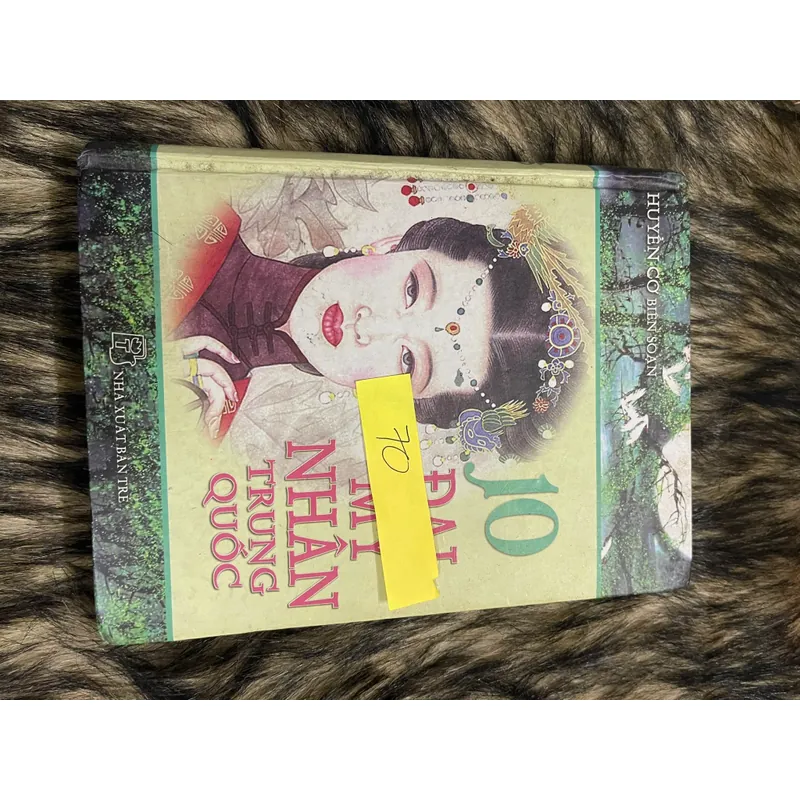 HUYỀN CƠ BIÊN SOẠN
10
ĐẠI
MỸ
NHÂN
TRUNG
QUỐC
70
NHÀ XUẤT BẢN TRẺ